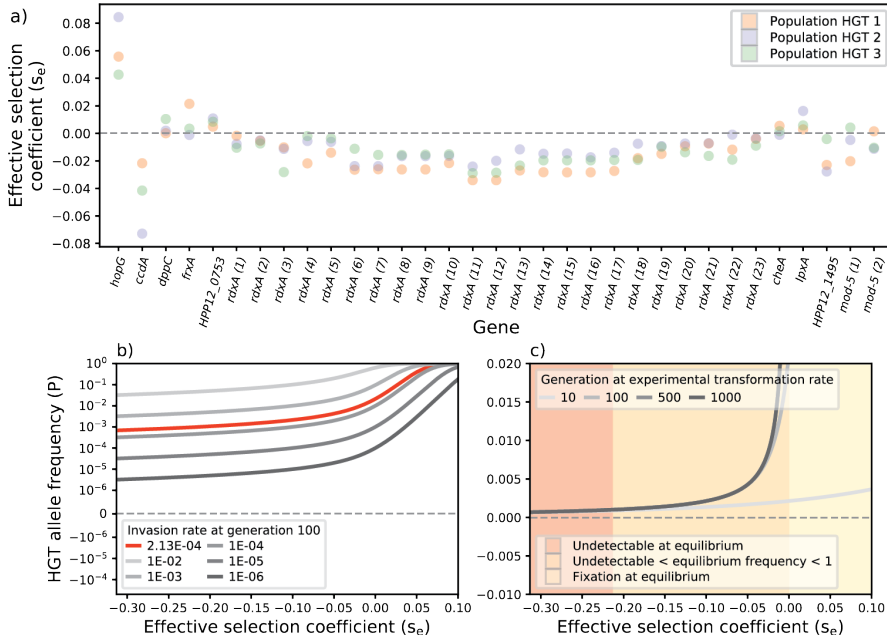 a)
Effective selection
coefficient (sₑ)
0.08
0.06
0.04
0.02
0.00
−0.02
−0.04
−0.06
−0.08
Population HGT 1
Population HGT 2
Population HGT 3
hopG
ccdA
dppC
frxA
HPP12_0753
rdxA (1)
rdxA (2)
rdxA (3)
rdxA (4)
rdxA (5)
rdxA (6)
rdxA (7)
rdxA (8)
rdxA (9)
rdxA (10)
rdxA (11)
rdxA (12)
rdxA (13)
rdxA (14)
rdxA (15)
rdxA (16)
rdxA (17)
rdxA (18)
rdxA (19)
rdxA (20)
rdxA (21)
rdxA (22)
rdxA (23)
cheA
lpxA
HPP12_1495
mod-5 (1)
mod-5 (2)
Gene
b)
HGT allele frequency (P)
10⁰
10⁻¹
10⁻²
10⁻³
10⁻⁴
10⁻⁵
10⁻⁶
0
−10⁻⁶
−10⁻⁵
−10⁻⁴
Invasion rate at generation 100
2.13E-04
1E-02
1E-03
1E-04
1E-05
1E-06
−0.30 −0.25 −0.20 −0.15 −0.10 −0.05 0.00 0.05 0.10
Effective selection coefficient (sₑ)
c)
0.020
0.015
0.010
0.005
0.000
−0.005
−0.010
Generation at experimental transformation rate
10 100 500 1000
Undetectable at equilibrium
Undetectable < equilibrium frequency < 1
Fixation at equilibrium
−0.30 −0.25 −0.20 −0.15 −0.10 −0.05 0.00 0.05 0.10
Effective selection coefficient (sₑ)